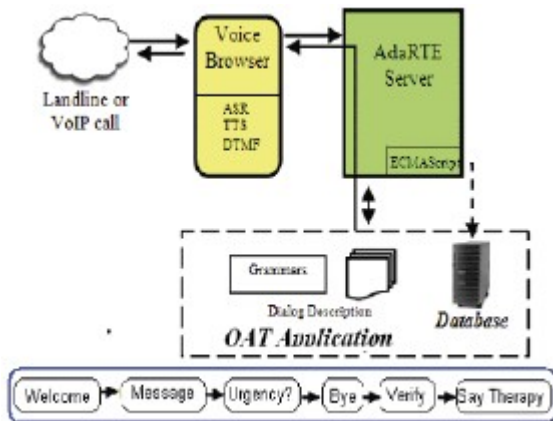 Voice
Browser
AdaRTE
Server
Landline or
VoIP call
ASR
TTS
DTMF
ECMAScript
Grammars
Dialog Description
OAT Application
Database
Welcome
Message
Urgency?
Bye
Verify
Say Therapy